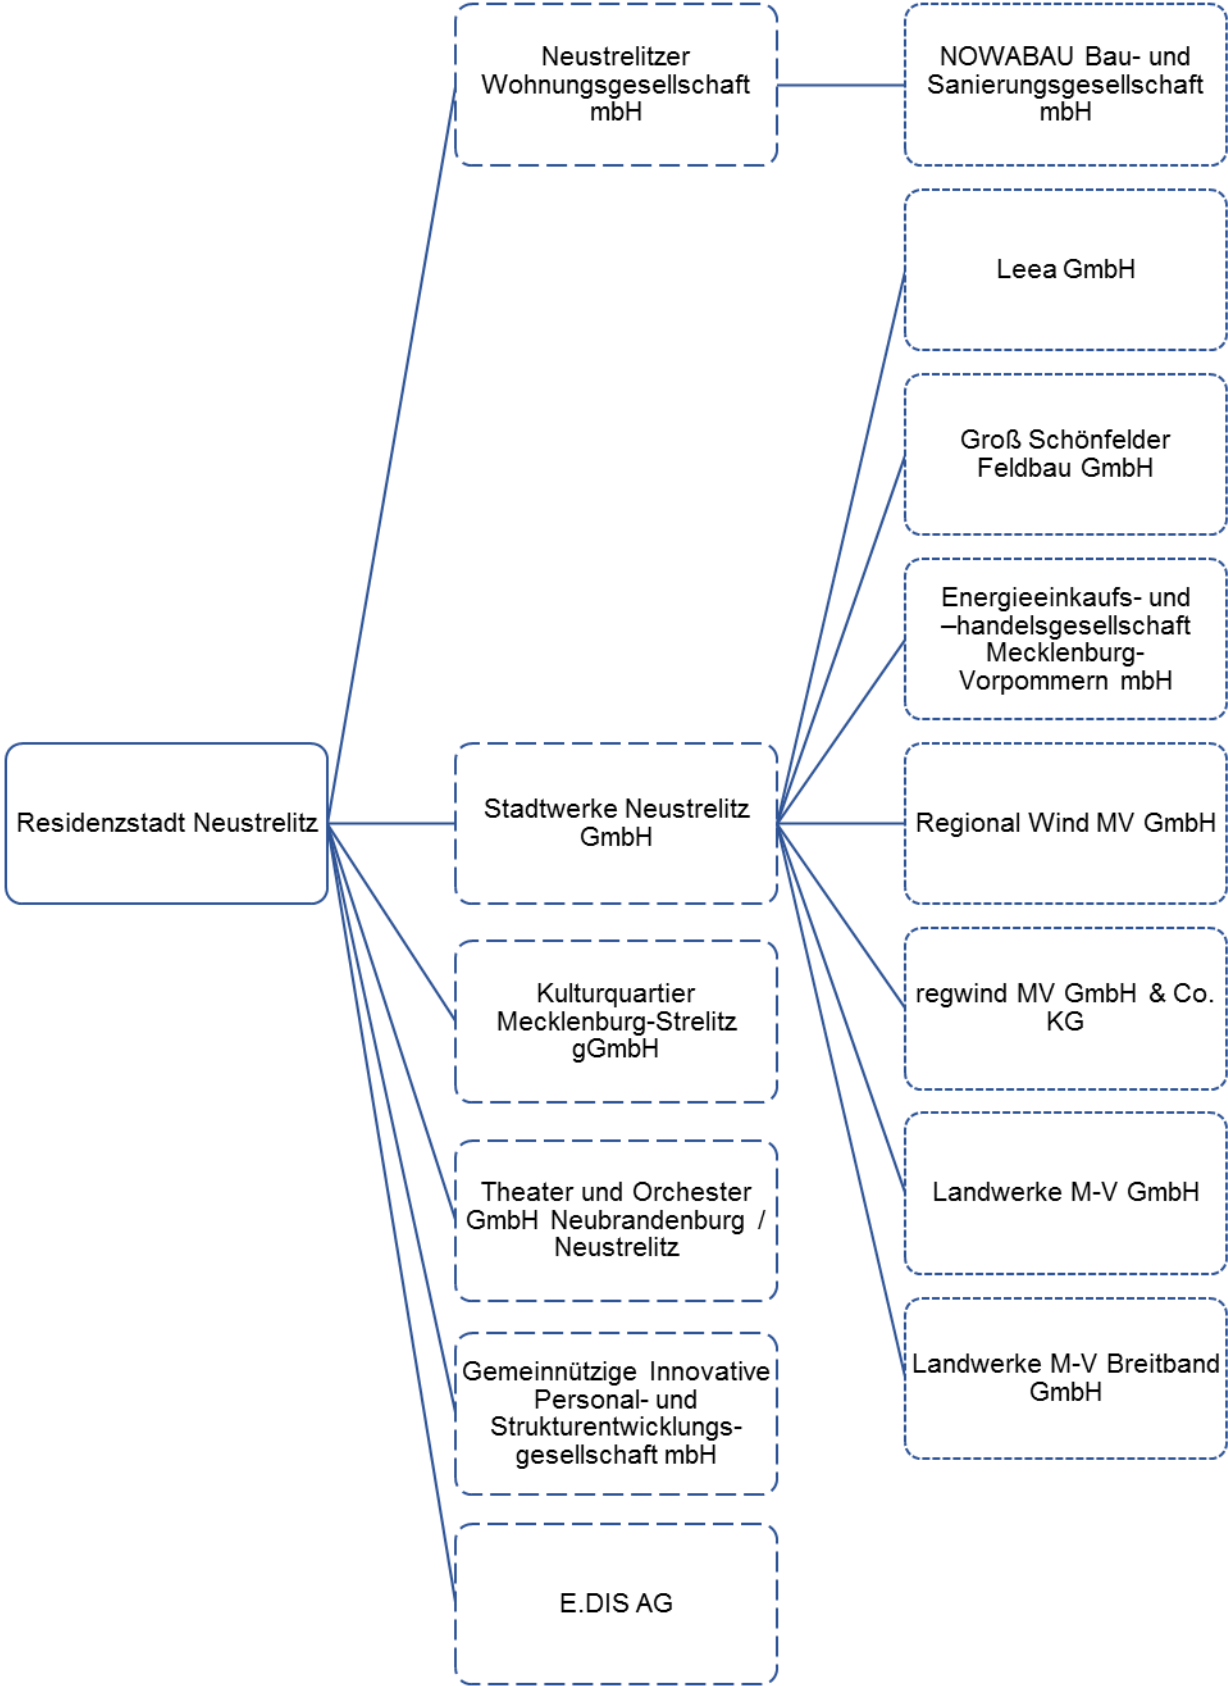 Residenzstadt Neustrelitz
Neustrelitzer
Wohnungsgesellschaft
mbH
NOWABAU Bau- und
Sanierungsgesellschaft
mbH
Stadtwerke Neustrelitz
GmbH
Leea GmbH
Groß Schönfelder
Feldbau GmbH
Energieeinkaufs- und
–handelsgesellschaft
Mecklenburg-
Vorpommern mbH
Regional Wind MV GmbH
regwind MV GmbH & Co.
KG
Landwerke M-V GmbH
Landwerke M-V Breitband
GmbH
Kulturquartier
Mecklenburg-Strelitz
gGmbH
Theater und Orchester
GmbH Neubrandenburg /
Neustrelitz
Gemeinnützige Innovative
Personal- und
Strukturentwicklungs-
gesellschaft mbH
E.DIS AG